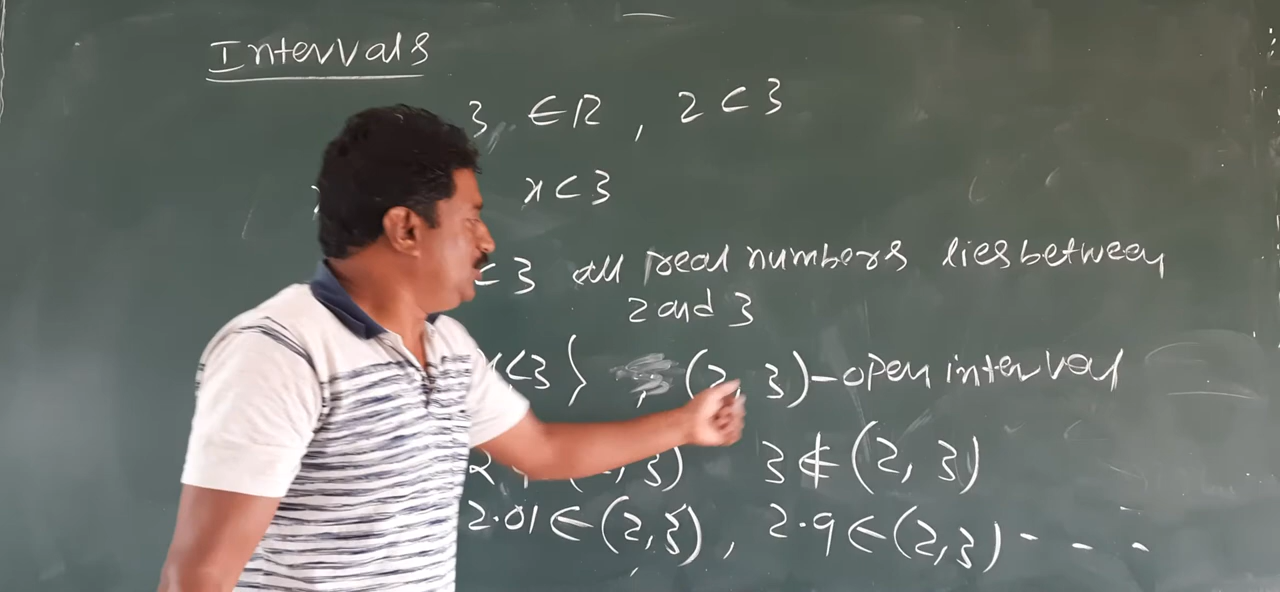 Intervals
3 ∈ R, 2 < 3
x < 3
< 3 all real numbers lies between
2 and 3
x < 3} (2, 3) - open interval
2 3) 3 ∉ (2, 3)
2.01 ∈ (2, 3), 2.9 ∈ (2, 3) - - - -